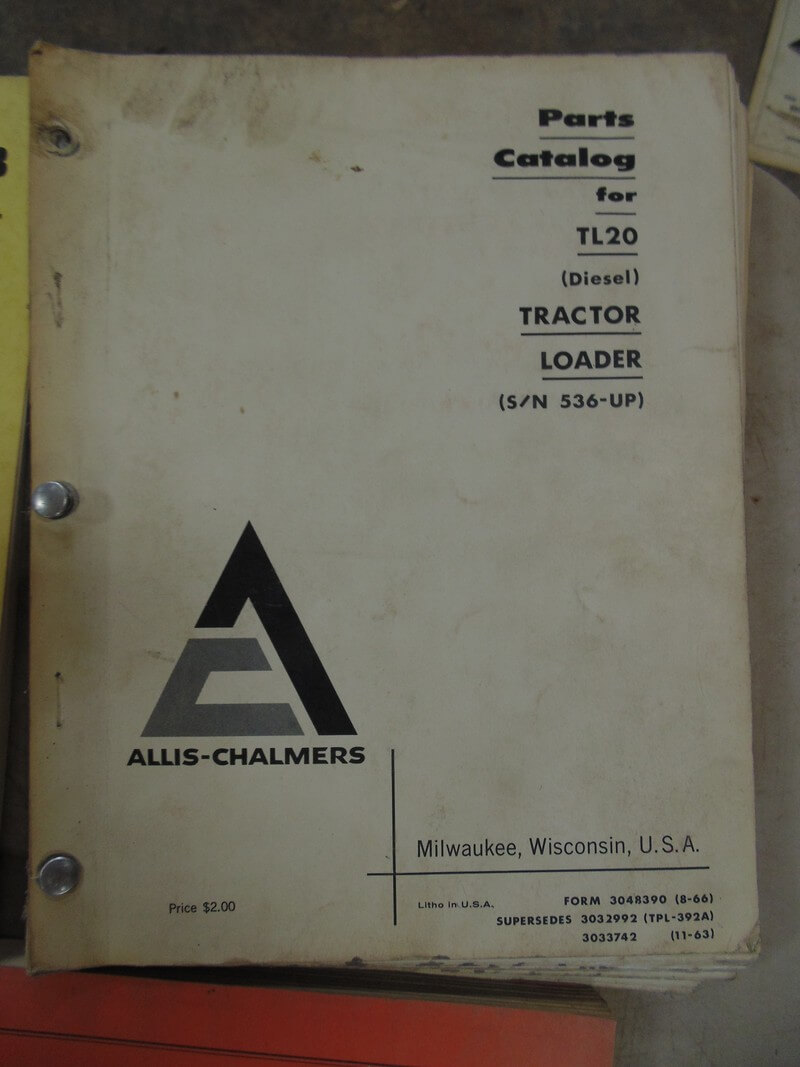 Parts
Catalog
for
TL20
(Diesel)
TRACTOR
LOADER
(S/N 536-UP)
ALLIS-CHALMERS
Milwaukee, Wisconsin, U.S.A.
Price $2.00
Litho in U.S.A.
FORM 3048390 (8-66)
SUPERSEDES 3032992 (TPL-392A)
3033742 (11-63)